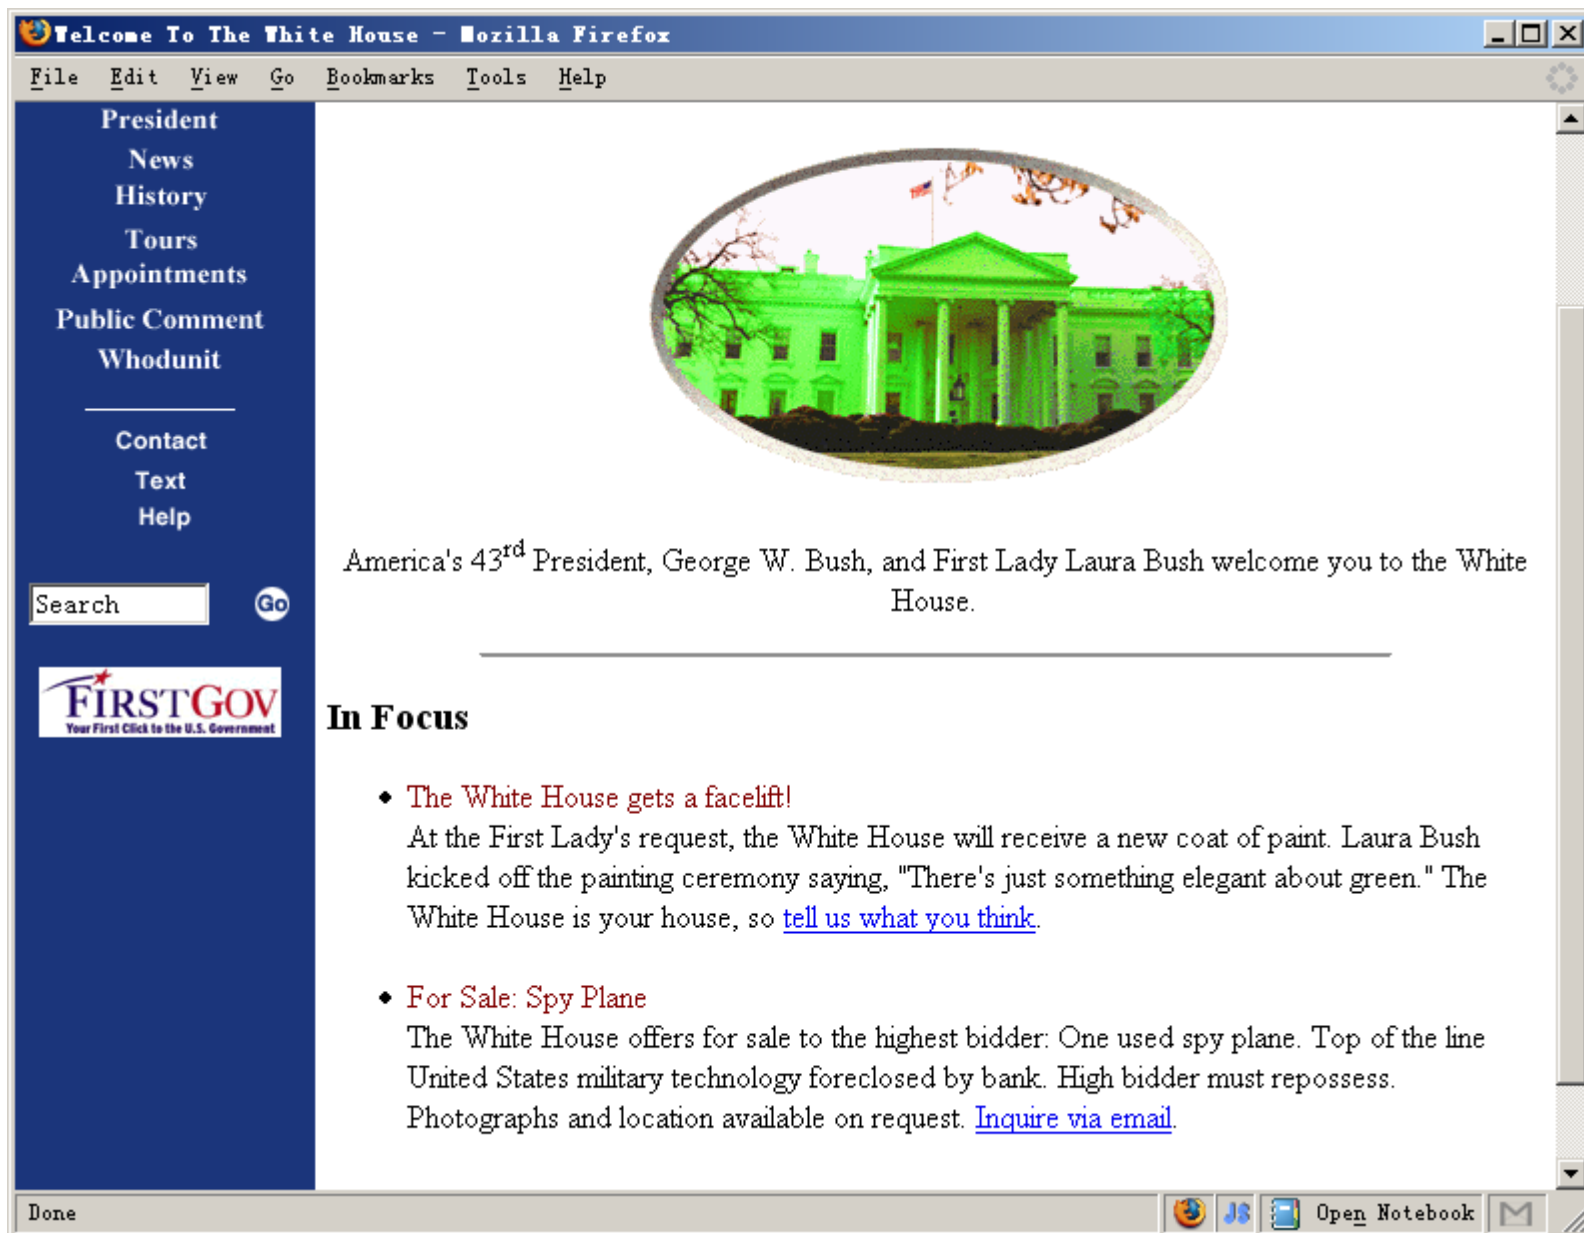 Welcome To The White House - Mozilla Firefox
File Edit View Go Bookmarks Tools Help
President
News
History
Tours
Appointments
Public Comment
Whodunit
Contact
Text
Help
Search Go
FIRSTGOV
Your First Click to the U.S. Government
America's 43rd President, George W. Bush, and First Lady Laura Bush welcome you to the White
House.
In Focus
The White House gets a facelift!
At the First Lady's request, the White House will receive a new coat of paint. Laura Bush
kicked off the painting ceremony saying, "There's just something elegant about green." The
White House is your house, so tell us what you think.
For Sale: Spy Plane
The White House offers for sale to the highest bidder: One used spy plane. Top of the line
United States military technology foreclosed by bank. High bidder must repossess.
Photographs and location available on request. Inquire via email.
Done JS Open Notebook